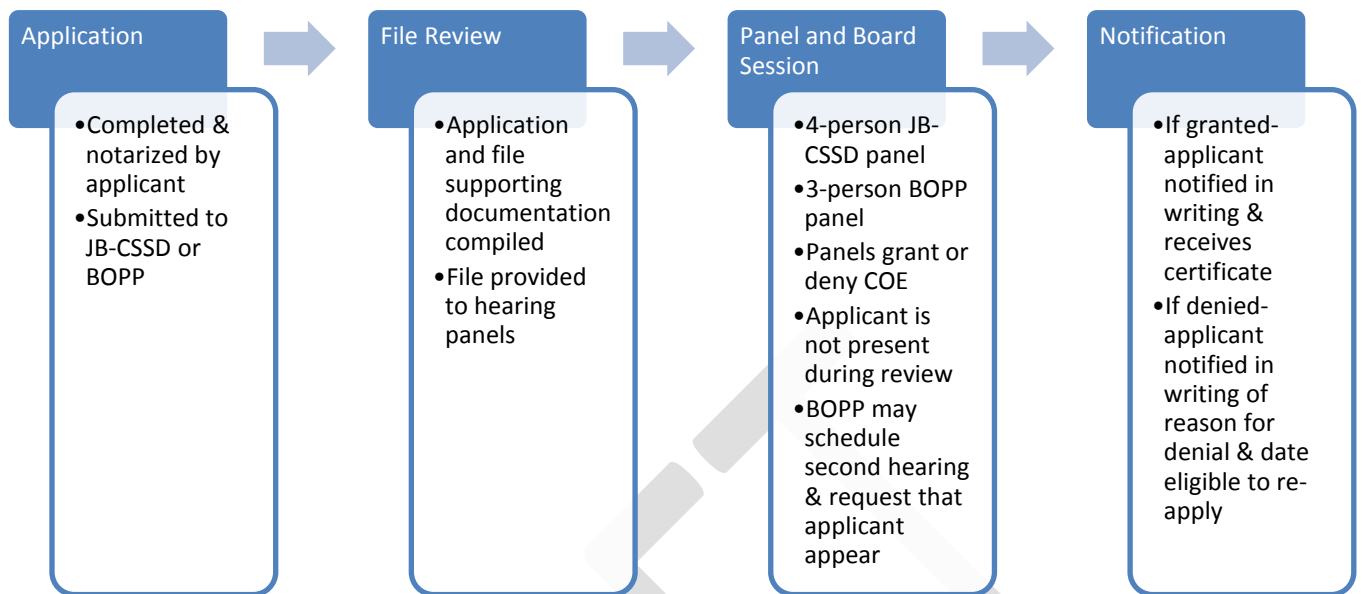 Application
•Completed &
notarized by
applicant
•Submitted to
JB-CSSD or
BOPP
File Review
•Application
and file
supporting
documentation
compiled
•File provided
to hearing
panels
Panel and Board
Session
•4-person JB-
CSSD panel
•3-person BOPP
panel
•Panels grant or
deny COE
•Applicant is
not present
during review
•BOPP may
schedule
second hearing
& request that
applicant
appear
Notification
•If granted-
applicant
notified in
writing &
receives
certificate
•If denied-
applicant
notified in
writing of
reason for
denial & date
eligible to re-
apply